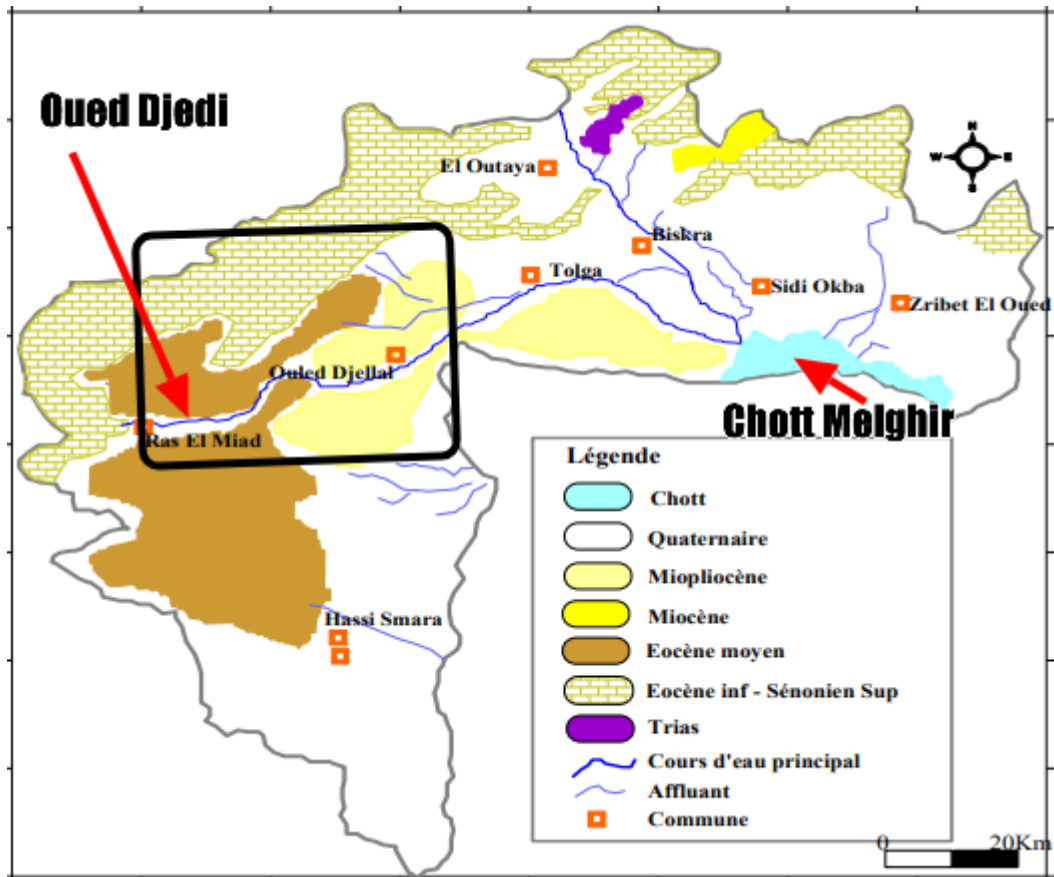 Oued Djedi
N
W E
S
El Outaya
Biskra
Tolga
Sidi Okba
Zribet El Oued
Ouled Djellal
Chott Melghir
Ras El Miad
Hassi Smara
Légende
Chott
Quaternaire
Miopliocène
Miocène
Eocène moyen
Eocène inf - Sénonien Sup
Trias
Cours d'eau principal
Affluant
Commune
0 20Km